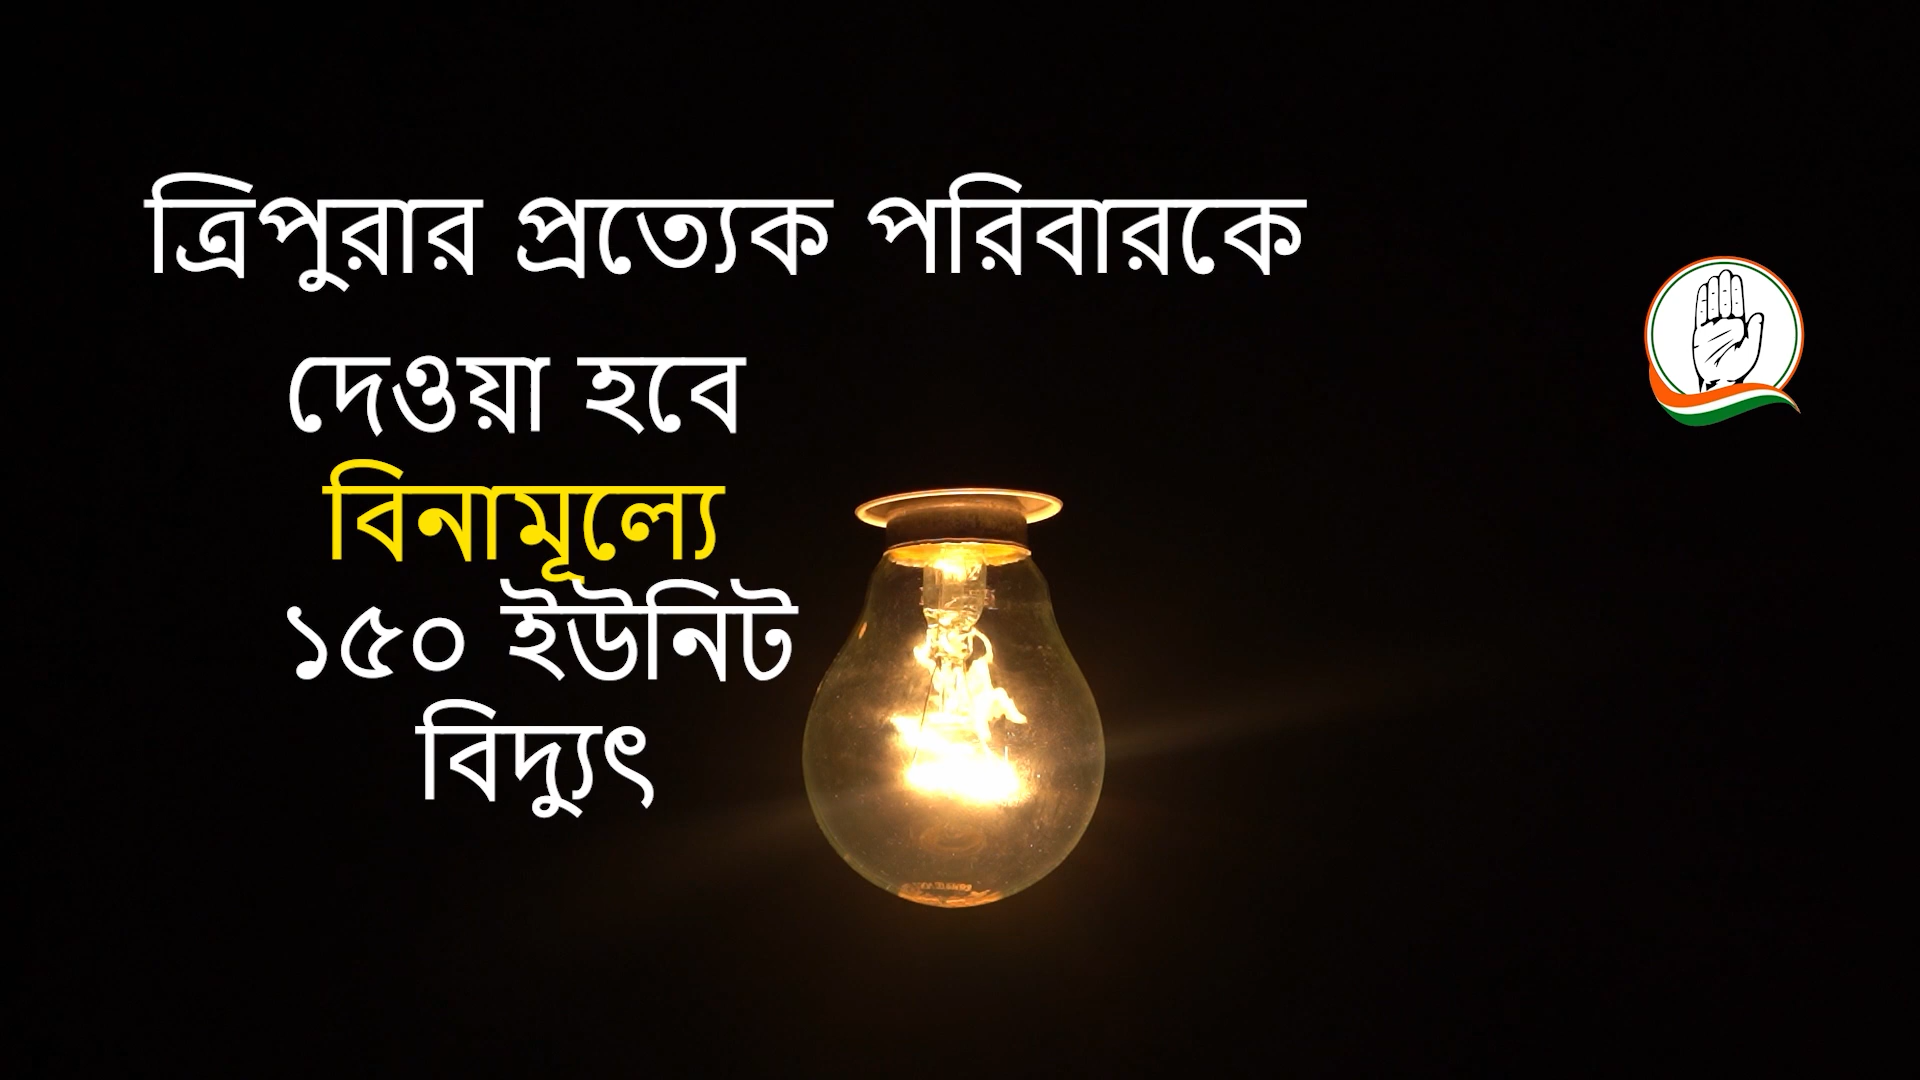 ত্রিপুরার প্রত্যেক পরিবারকে
দেওয়া হবে
বিনামূল্যে
১৫০ ইউনিট
বিদ্যুৎ